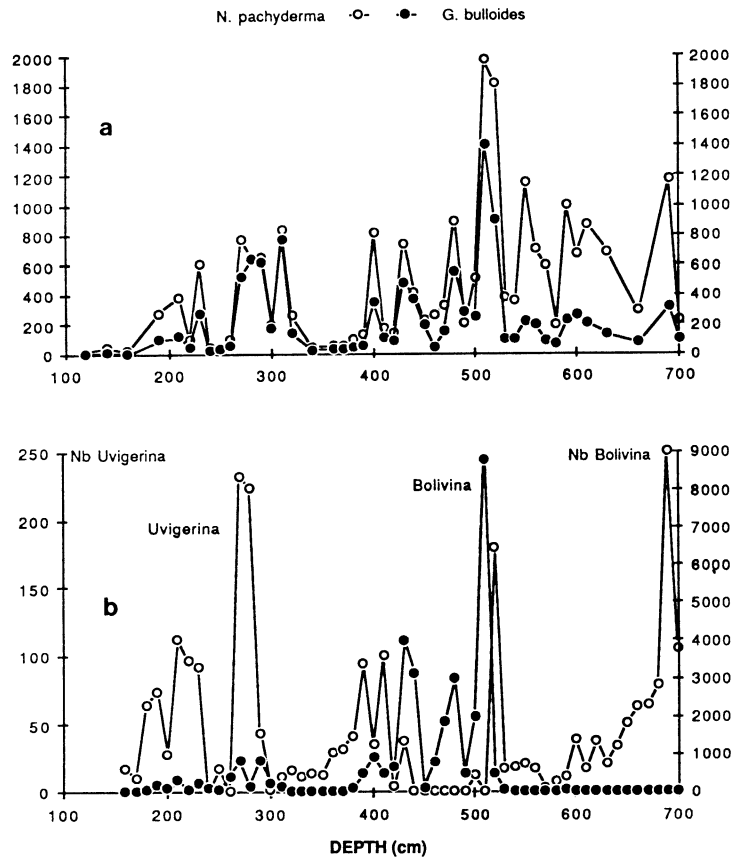 N. pachyderma -o- -●- G. bulloides
2000 2000
1800 1800
a
1600 1600
1400 1400
1200 1200
1000 1000
800 800
600 600
400 400
200 200
0 0
100 200 300 400 500 600 700
250 Nb Uvigerina Nb Bolivina 9000
Bolivina 8000
200 Uvigerina 7000
6000
150 5000
b
100 4000
3000
50 2000
1000
0 0
100 200 300 400 500 600 700
DEPTH (cm)